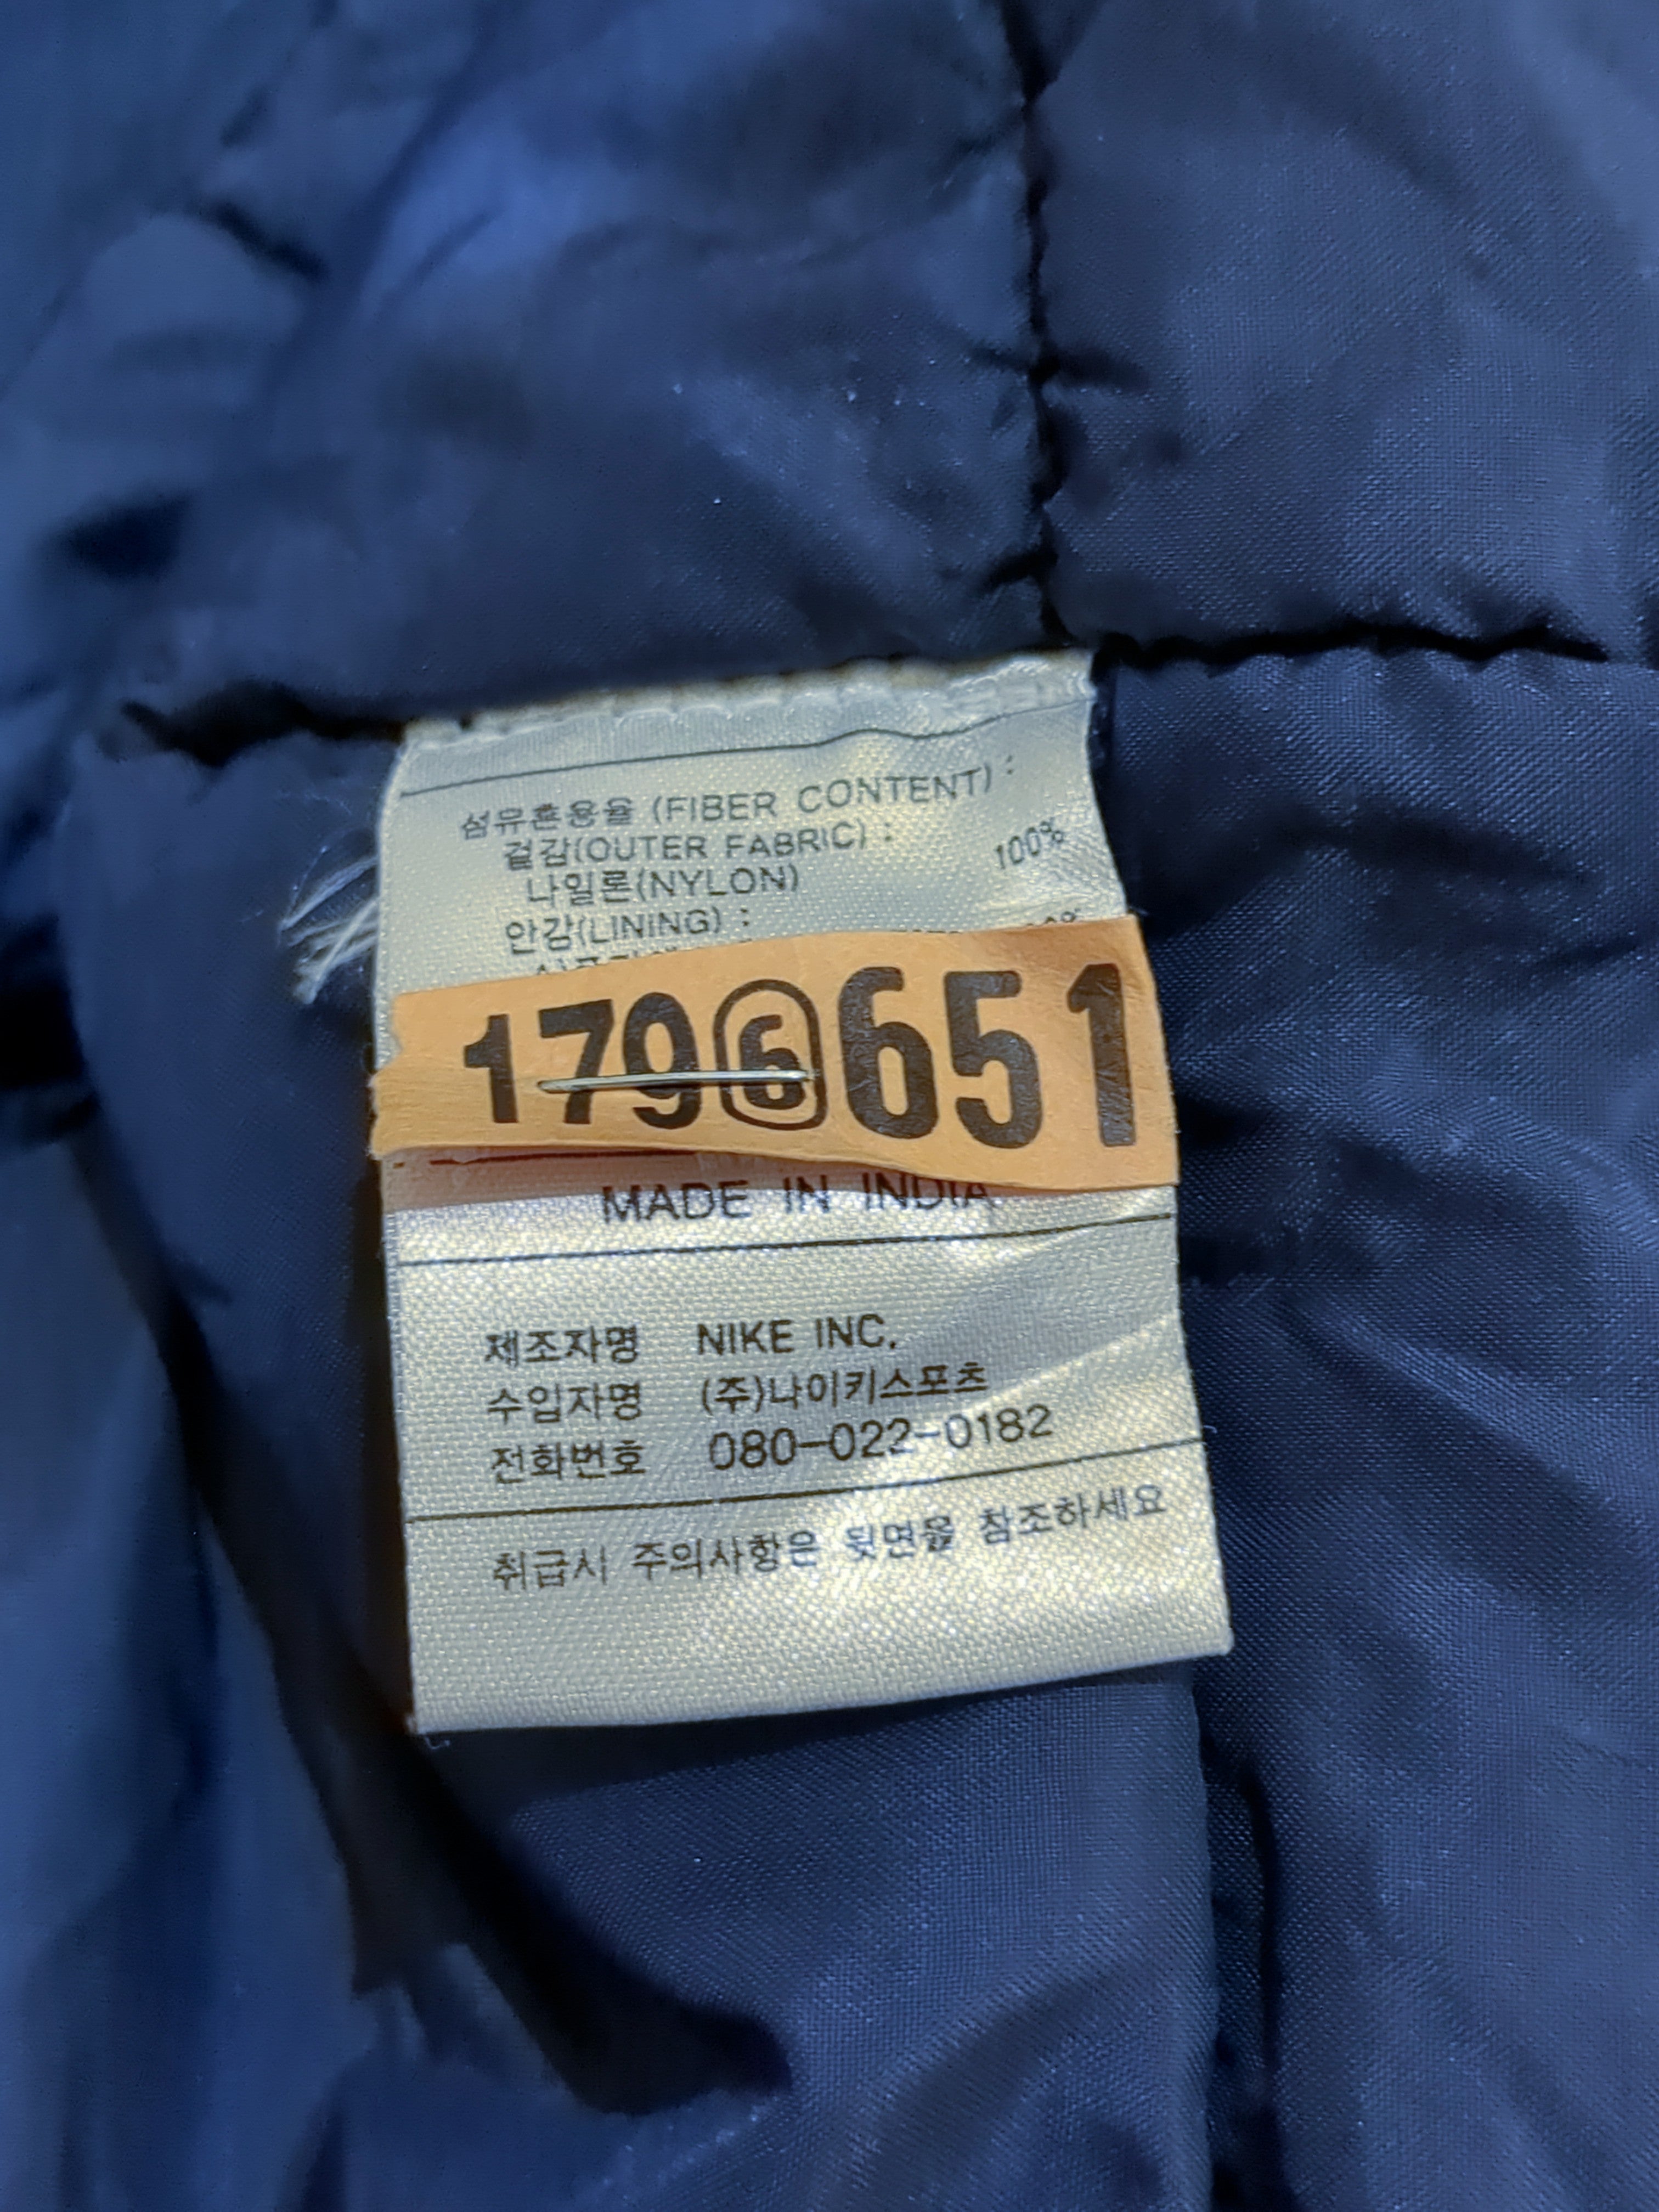 섬유혼용율 (FIBER CONTENT) :
겉감(OUTER FABRIC) :
나일론(NYLON) 100%
안감(LINING) :
1796651
MADE IN INDIA
제조자명 NIKE INC.
수입자명 (주)나이키스포츠
전화번호 080-022-0182
취급시 주의사항은 뒷면을 참조하세요